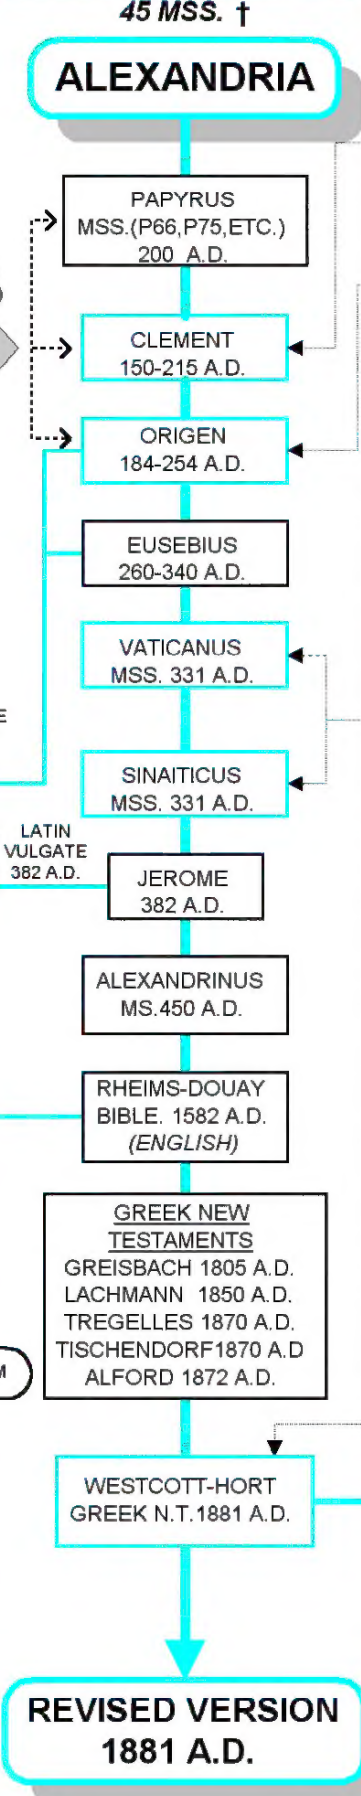 45 MSS. †
ALEXANDRIA
PAPYRUS
MSS.(P66,P75,ETC.)
200 A.D.
CLEMENT
150-215 A.D.
ORIGEN
184-254 A.D.
EUSEBIUS
260-340 A.D.
VATICANUS
MSS. 331 A.D.
E
SINAITICUS
MSS. 331 A.D.
LATIN
VULGATE
382 A.D.
JEROME
382 A.D.
ALEXANDRINUS
MS.450 A.D.
RHEIMS-DOUAY
BIBLE. 1582 A.D.
(ENGLISH)
GREEK NEW
TESTAMENTS
GREISBACH 1805 A.D.
LACHMANN 1850 A.D.
TREGELLES 1870 A.D.
TISCHENDORF1870 A.D
ALFORD 1872 A.D.
M
WESTCOTT-HORT
GREEK N.T.1881 A.D.
REVISED VERSION
1881 A.D.